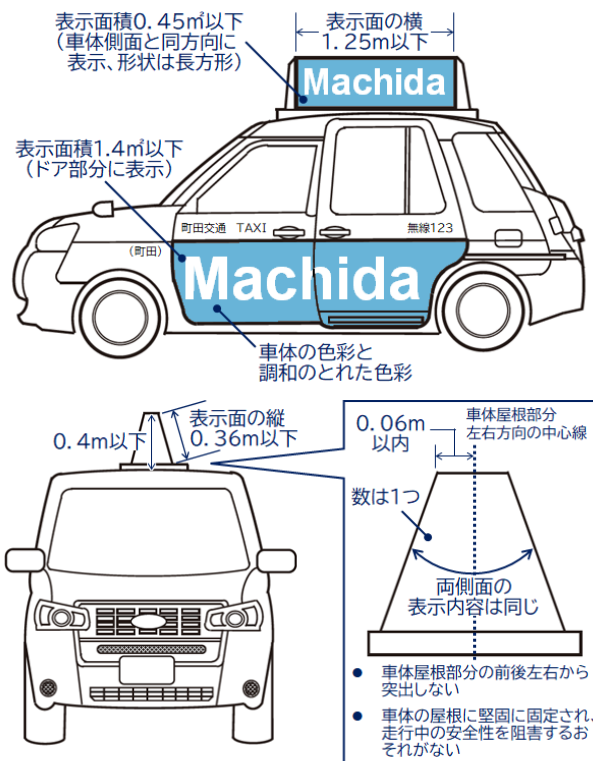 表示面積0.45㎡以下
（車体側面と同方向に
表示、形状は長方形）
表示面の横
1.25m以下
Machida
表示面積1.4㎡以下
（ドア部分に表示）
町田交通 TAXI
無線123
（町田）
Machida
車体の色彩と
調和のとれた色彩
0.4m以下
表示面の縦
0.36m以下
0.06m
以内
車体屋根部分
左右方向の中心線
数は1つ
両側面の
表示内容は同じ
● 車体屋根部分の前後左右から
突出しない
● 車体の屋根に堅固に固定され、
走行中の安全性を阻害するお
それがない